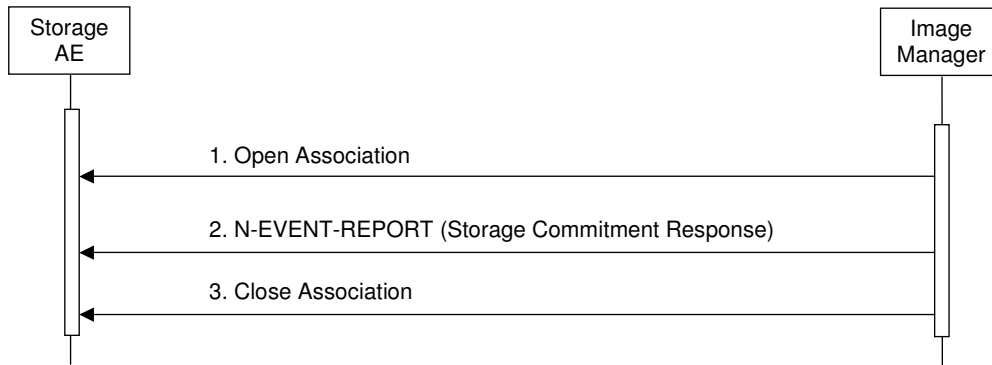 Storage
AE
Image
Manager
1. Open Association
2. N-EVENT-REPORT (Storage Commitment Response)
3. Close Association